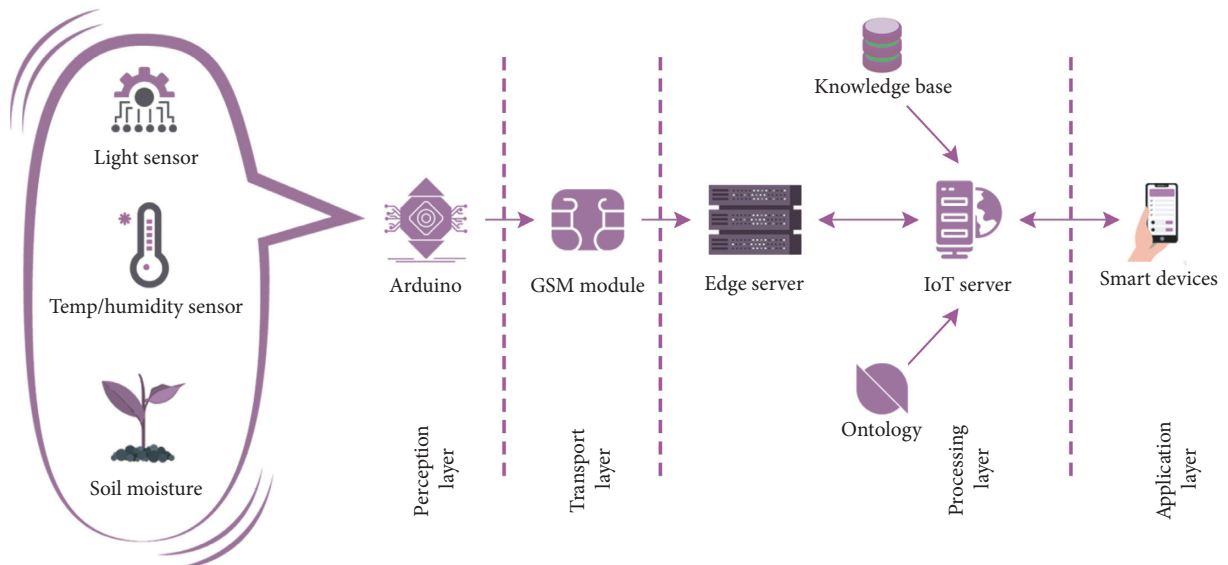 Light sensor
Temp/humidity sensor
Soil moisture
Arduino
Perception
layer
GSM module
Transport
layer
Knowledge base
Edge server
IoT server
Ontology
Processing
layer
Smart devices
Application
layer